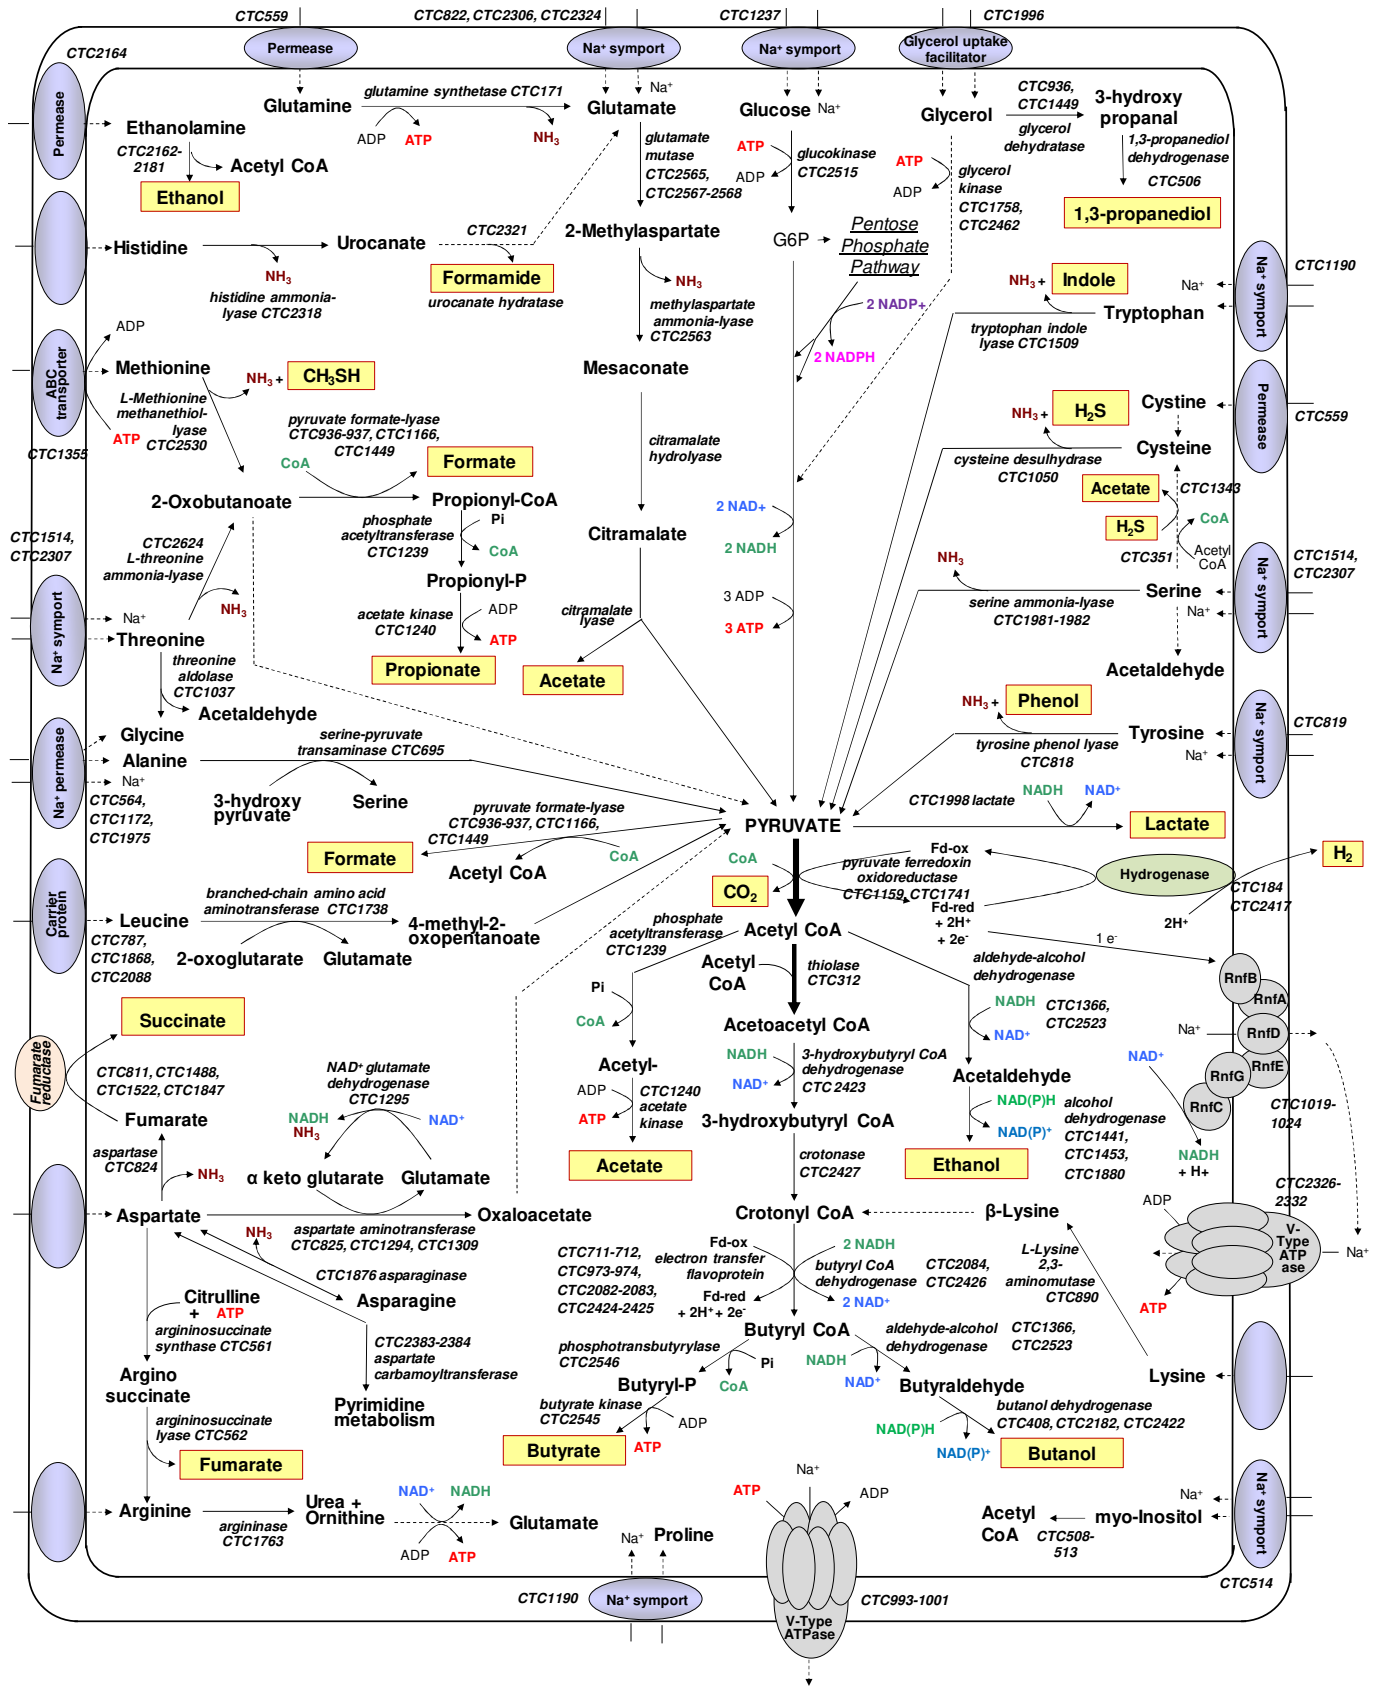 CTC559
CTC822, CTC2306, CTC2324
CTC1237
CTC1996
CTC2164
Permease
Na⁺ symport
Na⁺ symport
Glycerol uptake
facilitator
Permease
Ethanolamine
CTC2162-
2181
Acetyl CoA
Ethanol
Glutamine
glutamine synthetase CTC171
ADP
ATP
NH₃
Na⁺
Glutamate
glutamate
mutase
CTC2565,
CTC2567-2568
Glucose
Na⁺
ATP
ADP
glucokinase
CTC2515
Glycerol
ATP
ADP
glycerol
kinase
CTC1758,
CTC2462
CTC936,
CTC1449
glycerol
dehydratase
3-hydroxy
propanal
1,3-propanediol
dehydrogenase
CTC506
1,3-propanediol
Histidine
NH₃
histidine ammonia-
lyase CTC2318
Urocanate
CTC2321
Formamide
urocanate hydratase
2-Methylaspartate
NH₃
methylaspartate
ammonia-lyase
CTC2563
Mesaconate
G6P
Pentose
Phosphate
Pathway
2 NADP+
2 NADPH
NH₃ +
Indole
Na⁺
Tryptophan
tryptophan indole
lyase CTC1509
Na⁺ symport
CTC1190
ADP
ABC
transporter
Methionine
ATP
CTC1355
L-Methionine
methanethiol-
lyase
CTC2530
NH₃ +
CH₃SH
pyruvate formate-lyase
CTC936-937, CTC1166,
CTC1449
CoA
Formate
citramalate
hydrolyase
NH₃ +
H₂S
Cystine
Cysteine
cysteine desulhydrase
CTC1050
Permease
CTC559
2-Oxobutanoate
Propionyl-CoA
phosphate
acetyltransferase
CTC1239
Pi
CoA
Propionyl-P
acetate kinase
CTC1240
ADP
ATP
Propionate
Citramalate
citramalate
lyase
Acetate
2 NAD+
2 NADH
3 ADP
3 ATP
Acetate
CTC1343
H₂S
CoA
CTC351
Acetyl
CoA
NH₃
Serine
Na⁺
serine ammonia-lyase
CTC1981-1982
Acetaldehyde
Na⁺ symport
CTC1514,
CTC2307
CTC1514,
CTC2307
Na⁺ symport
CTC2624
L-threonine
ammonia-lyase
NH₃
Na⁺
Threonine
threonine
aldolase
CTC1037
Acetaldehyde
Glycine
Alanine
Na⁺
Na⁺ permease
CTC564,
CTC1172,
CTC1975
serine-pyruvate
transaminase CTC695
3-hydroxy
pyruvate
Serine
NH₃ +
Phenol
Tyrosine
Na⁺
tyrosine phenol lyase
CTC818
Na⁺ symport
CTC819
pyruvate formate-lyase
CTC936-937, CTC1166,
CTC1449
Formate
Acetyl CoA
CoA
PYRUVATE
CTC1998 lactate
NADH
NAD⁺
Lactate
H₂
CoA
CO₂
Fd-ox
pyruvate ferredoxin
oxidoreductase
CTC1159, CTC1741
Fd-red
+ 2H⁺
+ 2e⁻
Hydrogenase
CTC184
CTC2417
2H⁺
1 e⁻
Carrier
protein
Leucine
CTC787,
CTC1868,
CTC2088
branched-chain amino acid
aminotransferase CTC1738
2-oxoglutarate
Glutamate
4-methyl-2-
oxopentanoate
phosphate
acetyltransferase
CTC1239
Pi
CoA
Acetyl CoA
Acetyl
CoA
thiolase
CTC312
aldehyde-alcohol
dehydrogenase
NADH
NAD⁺
CTC1366,
CTC2523
RnfB
RnfA
RnfD
RnfE
RnfG
RnfC
Na⁺
NAD⁺
NADH
+ H+
CTC1019-
1024
Succinate
Fumarate
reductase
CTC811, CTC1488,
CTC1522, CTC1847
Fumarate
aspartase
CTC824
NH₃
NAD⁺ glutamate
dehydrogenase
CTC1295
NADH
NH₃
NAD⁺
α keto glutarate
Glutamate
Acetyl-
ADP
ATP
CTC1240
acetate
kinase
Acetate
Acetoacetyl CoA
NADH
NAD⁺
3-hydroxybutyryl CoA
dehydrogenase
CTC 2423
3-hydroxybutyryl CoA
crotonase
CTC2427
Acetaldehyde
NAD(P)H
NAD(P)⁺
alcohol
dehydrogenase
CTC1441,
CTC1453,
CTC1880
Ethanol
Aspartate
aspartate aminotransferase
CTC825, CTC1294, CTC1309
Oxaloacetate
NH₃
CTC1876 asparaginase
Asparagine
CTC2383-2384
aspartate
carbamoyltransferase
Pyrimidine
metabolism
Citrulline
+ ATP
argininosuccinate
synthase CTC561
Argino
succinate
argininosuccinate
lyase CTC562
Fumarate
Crotonyl CoA
β-Lysine
Fd-ox
electron transfer
flavoprotein
Fd-red
+ 2H⁺ + 2e⁻
CTC711-712,
CTC973-974,
CTC2082-2083,
CTC2424-2425
2 NADH
butyryl CoA
dehydrogenase
2 NAD⁺
CTC2084,
CTC2426
L-Lysine
2,3-
aminomutase
CTC890
ADP
ATP
V-
Type
ATP
ase
CTC2326-
2332
Na⁺
Butyryl CoA
phosphotransbutyrylase
CTC2546
Pi
CoA
Butyryl-P
butyrate kinase
CTC2545
ADP
ATP
Butyrate
aldehyde-alcohol
dehydrogenase
CTC1366,
CTC2523
NADH
NAD⁺
Butyraldehyde
NAD(P)H
NAD(P)⁺
butanol dehydrogenase
CTC408, CTC2182, CTC2422
Butanol
Lysine
Arginine
argininase
CTC1763
Urea +
Ornithine
NAD⁺
NADH
ADP
ATP
Glutamate
Na⁺
Proline
CTC1190
Na⁺ symport
ATP
Na⁺
ADP
V-Type
ATPase
CTC993-1001
Acetyl
CoA
CTC508-
513
myo-Inositol
Na⁺
Na⁺ symport
CTC514